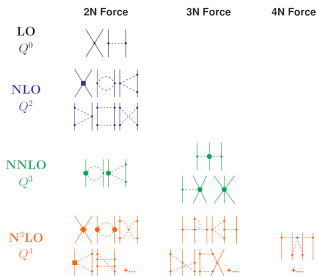 2N Force 3N Force 4N Force
LO
Q⁰
NLO
Q²
NNLO
Q³
N³LO
Q⁴
+... +... +...